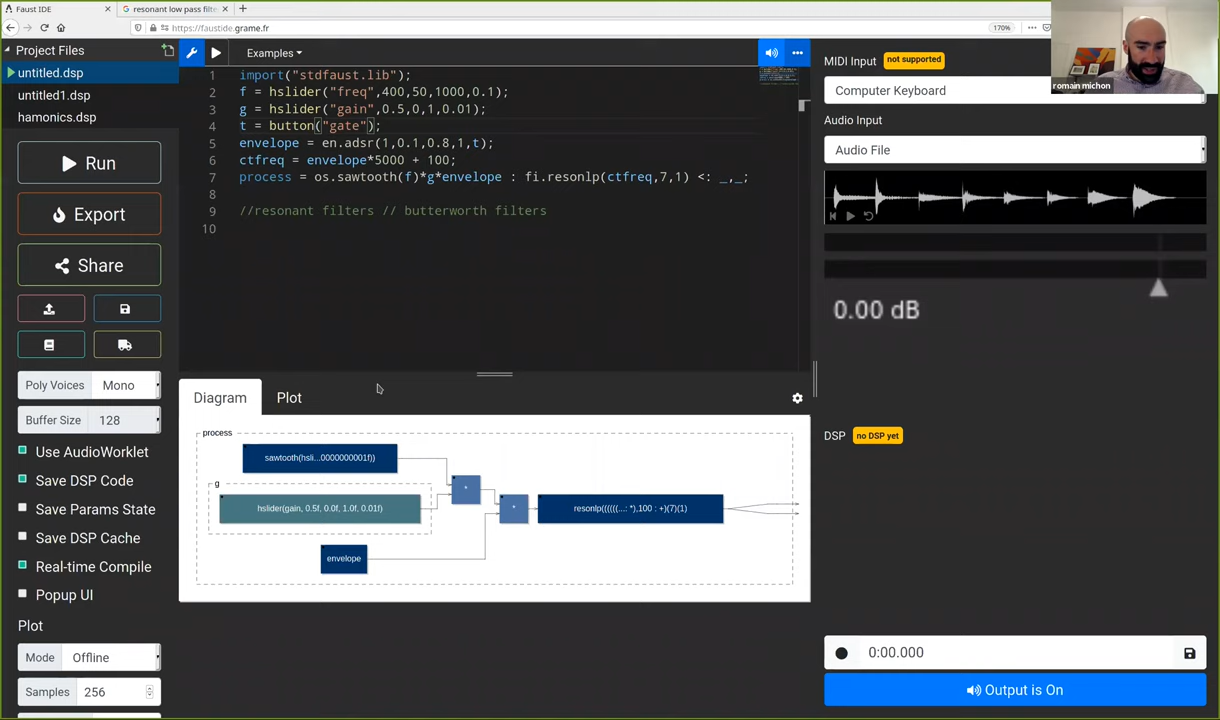 Faust IDE
resonant low pass filte
https://faustide.grame.fr
170%
romain michon
Project Files
untitled.dsp
untitled1.dsp
hamonics.dsp
Run
Export
Share
Poly Voices Mono
Buffer Size 128
Use AudioWorklet
Save DSP Code
Save Params State
Save DSP Cache
Real-time Compile
Popup UI
Plot
Mode Offline
Samples 256
Examples
1 import("stdfaust.lib");
2 f = hslider("freq",400,50,1000,0.1);
3 g = hslider("gain",0.5,0,1,0.01);
4 t = button("gate");
5 envelope = en.adsr(1,0.1,0.8,1,t);
6 ctfreq = envelope*5000 + 100;
7 process = os.sawtooth(f)*g*envelope : fi.resonlp(ctfreq,7,1) <: _,_;
8
9 //resonant filters // butterworth filters
10
Diagram Plot
process
sawtooth(hsli...0000000001f))
g
*
hslider(gain, 0.5f, 0.0f, 1.0f, 0.01f)
*
resonlp((((((...: *),100 : +)(7)(1)
envelope
MIDI Input not supported
Computer Keyboard
Audio Input
Audio File
0.00 dB
DSP no DSP yet
0:00.000
Output is On